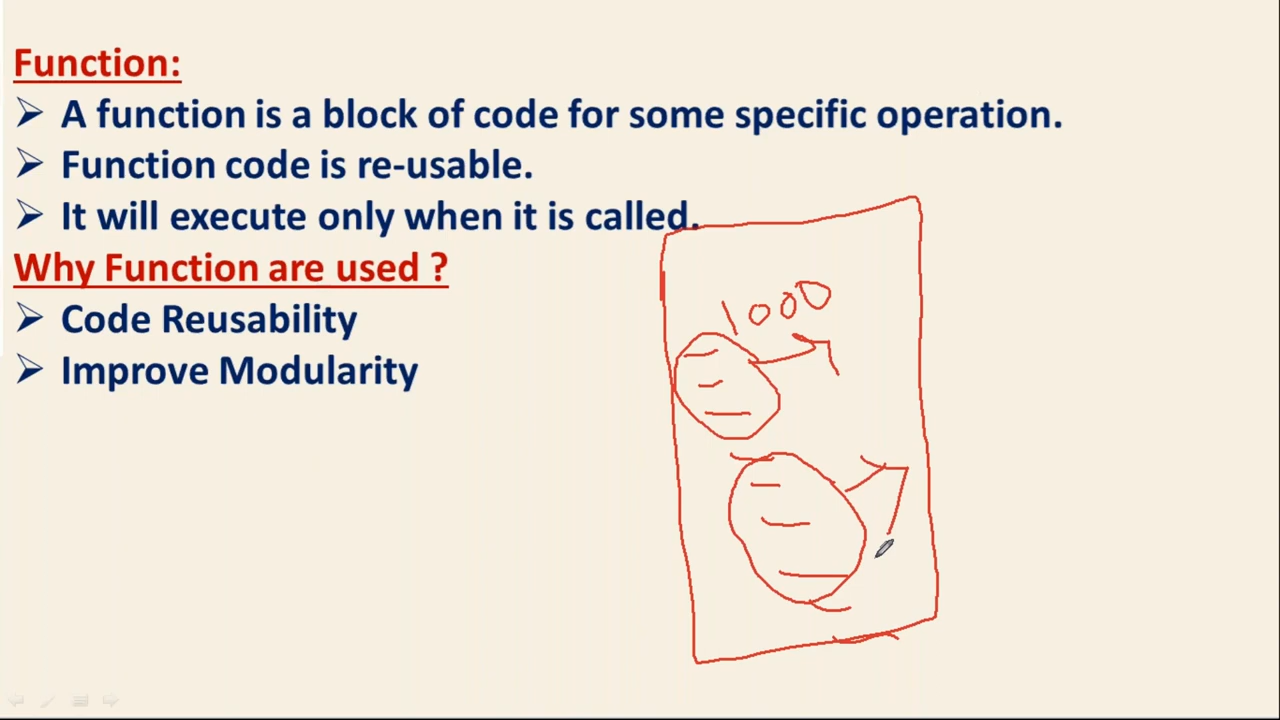 Function:
➢ A function is a block of code for some specific operation.
➢ Function code is re-usable.
➢ It will execute only when it is called.
Why Function are used ?
➢ Code Reusability
➢ Improve Modularity
1000